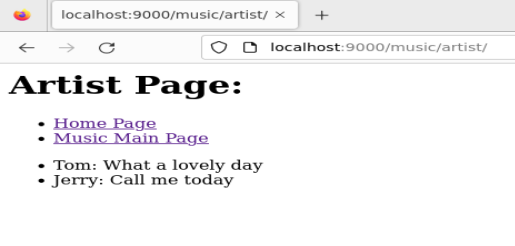 localhost:9000/music/artist/
localhost:9000/music/artist/
Artist Page:
Home Page
Music Main Page
Tom: What a lovely day
Jerry: Call me today